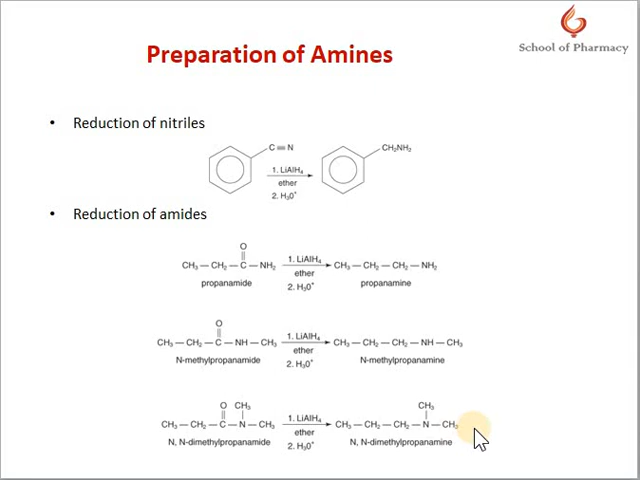 School of Pharmacy
Preparation of Amines
• Reduction of nitriles
C≡N
CH₂NH₂
1. LiAlH₄
ether
2. H₃O⁺
• Reduction of amides
O
CH₃—CH₂—C—NH₂ 1. LiAlH₄ CH₃—CH₂—CH₂—NH₂
ether
propanamide 2. H₃O⁺ propanamine
O
CH₃—CH₂—C—NH—CH₃ 1. LiAlH₄ CH₃—CH₂—CH₂—NH—CH₃
ether
N-methylpropanamide 2. H₃O⁺ N-methylpropanamine
O CH₃ CH₃
CH₃—CH₂—C—N—CH₃ 1. LiAlH₄ CH₃—CH₂—CH₂—N—CH₃
ether
N, N-dimethylpropanamide 2. H₃O⁺ N, N-dimethylpropanamine